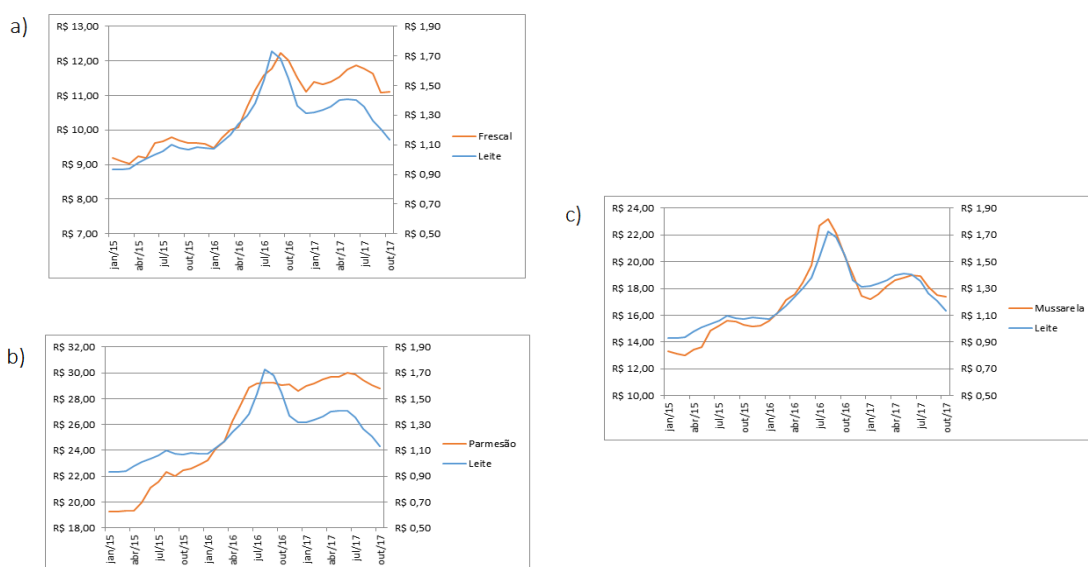 a)
R$ 13,00
R$ 12,00
R$ 11,00
R$ 10,00
R$ 9,00
R$ 8,00
R$ 7,00
R$ 1,90
R$ 1,70
R$ 1,50
R$ 1,30
R$ 1,10
R$ 0,90
R$ 0,70
R$ 0,50
Frescal
Leite
jan/15
abr/15
jul/15
out/15
jan/16
abr/16
jul/16
out/16
jan/17
abr/17
jul/17
out/17
b)
R$ 32,00
R$ 30,00
R$ 28,00
R$ 26,00
R$ 24,00
R$ 22,00
R$ 20,00
R$ 18,00
R$ 1,90
R$ 1,70
R$ 1,50
R$ 1,30
R$ 1,10
R$ 0,90
R$ 0,70
R$ 0,50
Parmesão
Leite
jan/15
abr/15
jul/15
out/15
jan/16
abr/16
jul/16
out/16
jan/17
abr/17
jul/17
out/17
c)
R$ 24,00
R$ 22,00
R$ 20,00
R$ 18,00
R$ 16,00
R$ 14,00
R$ 12,00
R$ 10,00
R$ 1,90
R$ 1,70
R$ 1,50
R$ 1,30
R$ 1,10
R$ 0,90
R$ 0,70
R$ 0,50
Mussarela
Leite
jan/15
abr/15
jul/15
out/15
jan/16
abr/16
jul/16
out/16
jan/17
abr/17
jul/17
out/17